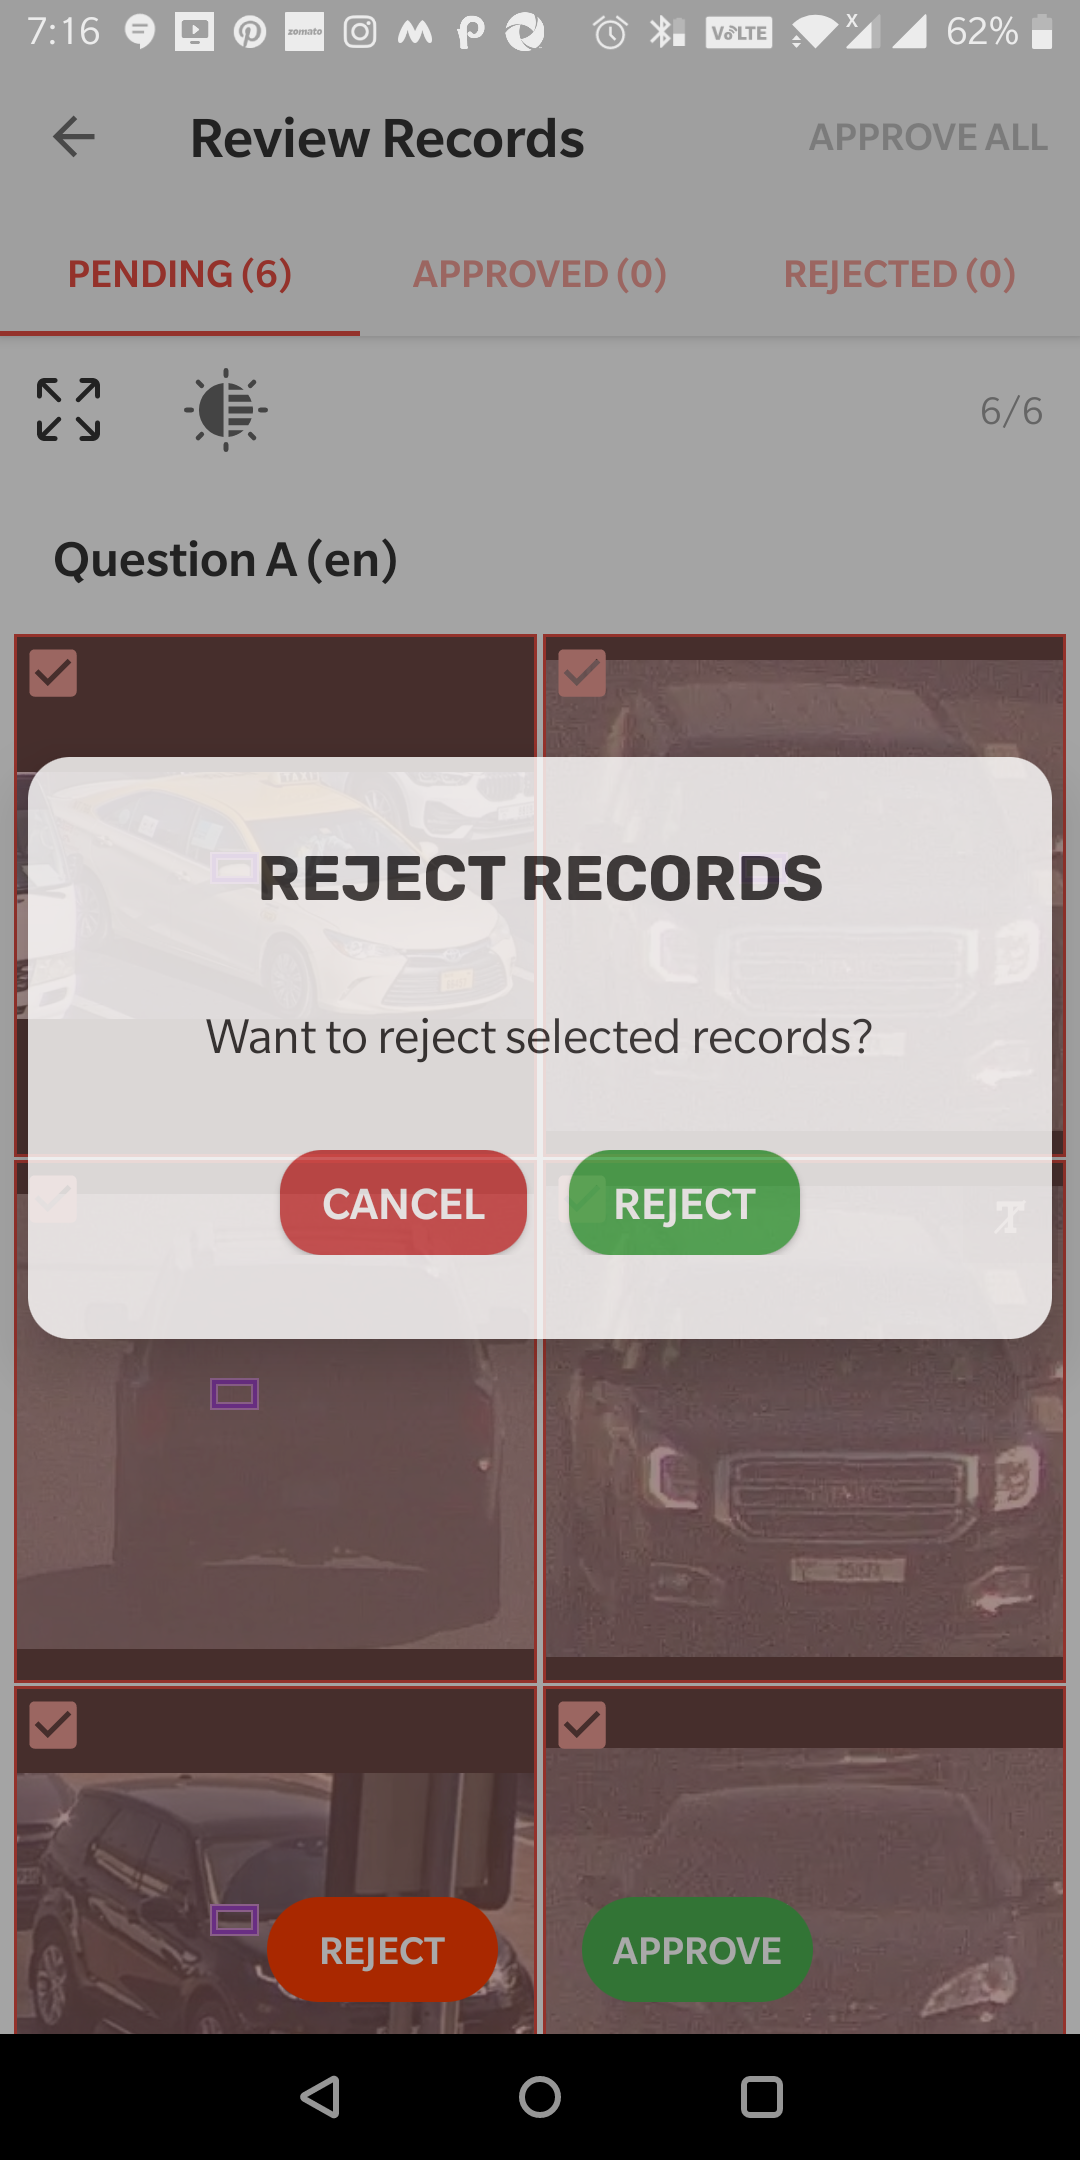 7:16 zomato VoLTE X 62%
Review Records APPROVE ALL
PENDING (6) APPROVED (0) REJECTED (0)
6/6
Question A (en)
TAXI
REJECT RECORDS
Want to reject selected records?
CANCEL REJECT
REJECT APPROVE